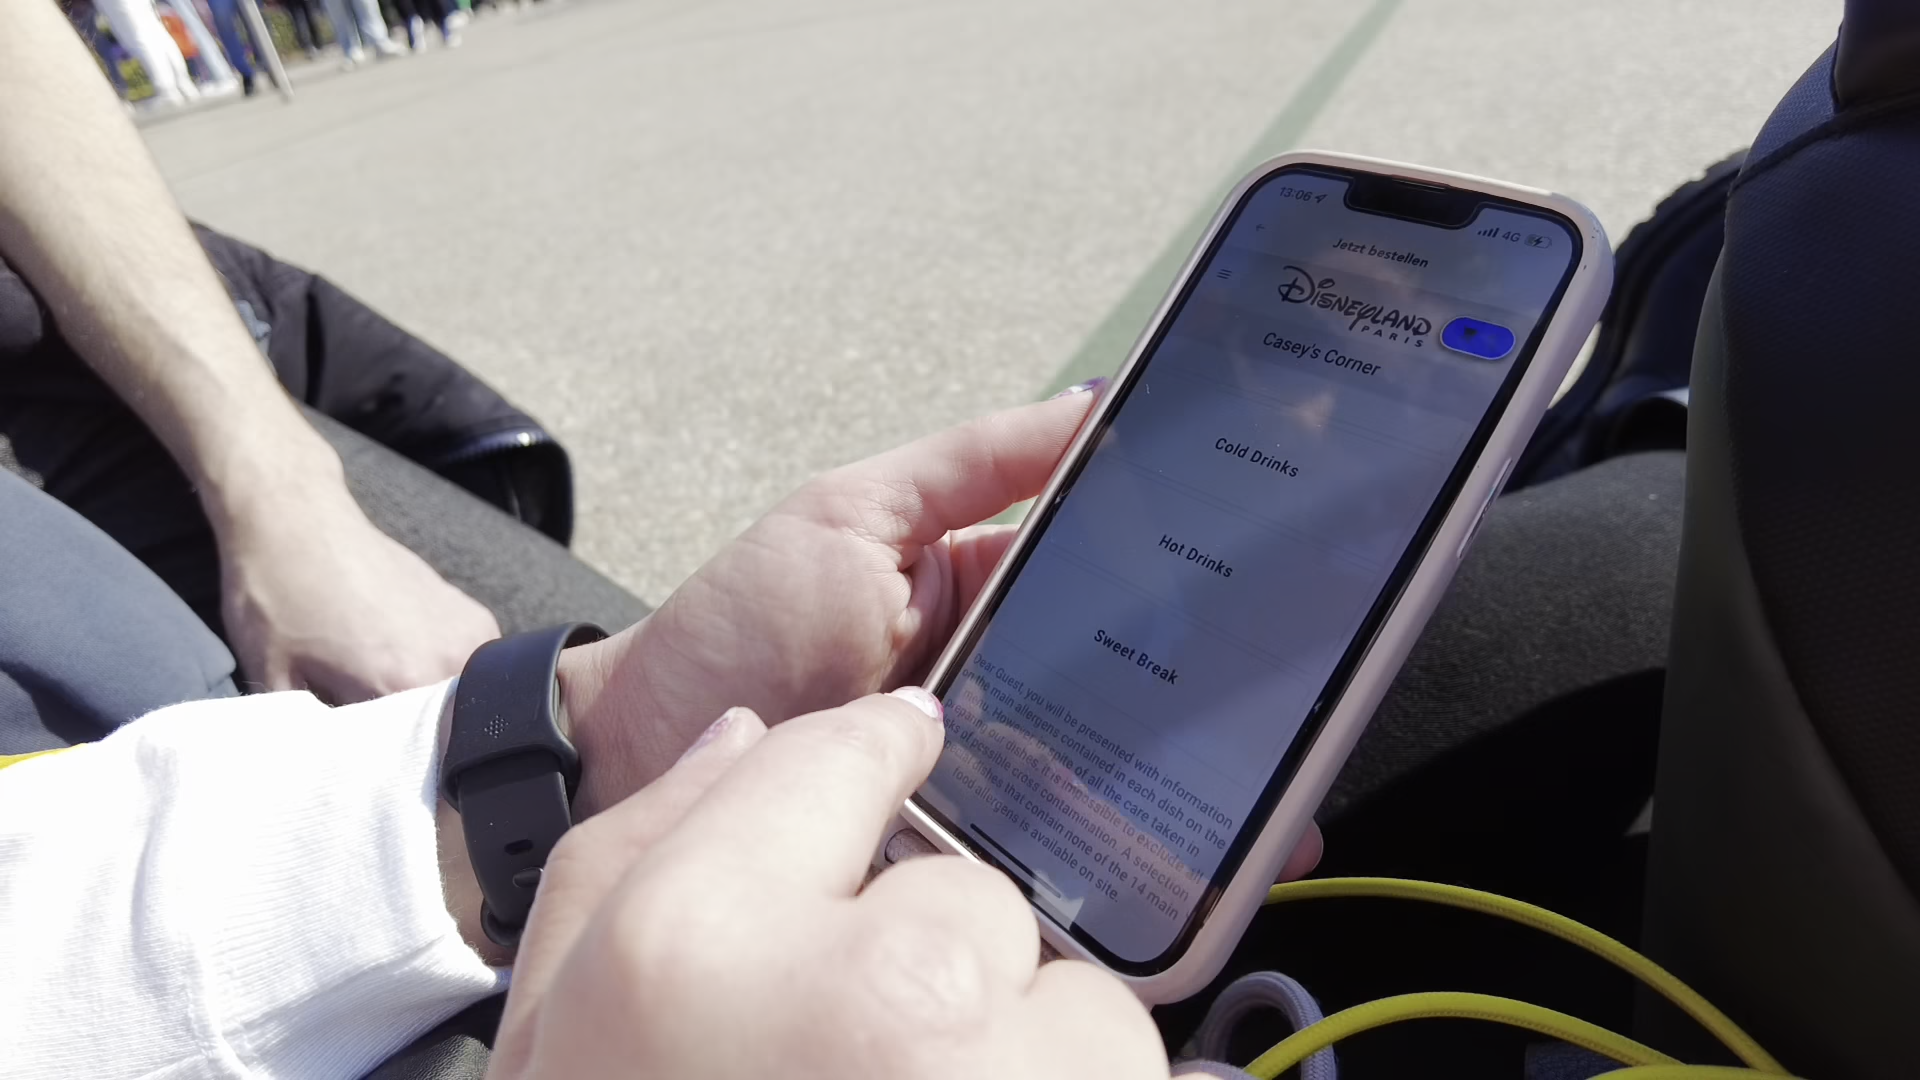 13:06
4G
Jetzt bestellen
Disneyland
PARIS
Casey's Corner
Cold Drinks
Hot Drinks
Sweet Break
Dear Guest, you will be presented with information
on the main allergens contained in each dish on the
menu. However, in spite of all the care taken in
preparing our dishes, it is impossible to exclude all
of possible cross contamination. A selection
dishes that contain none of the 14 main
food allergens is available on site.